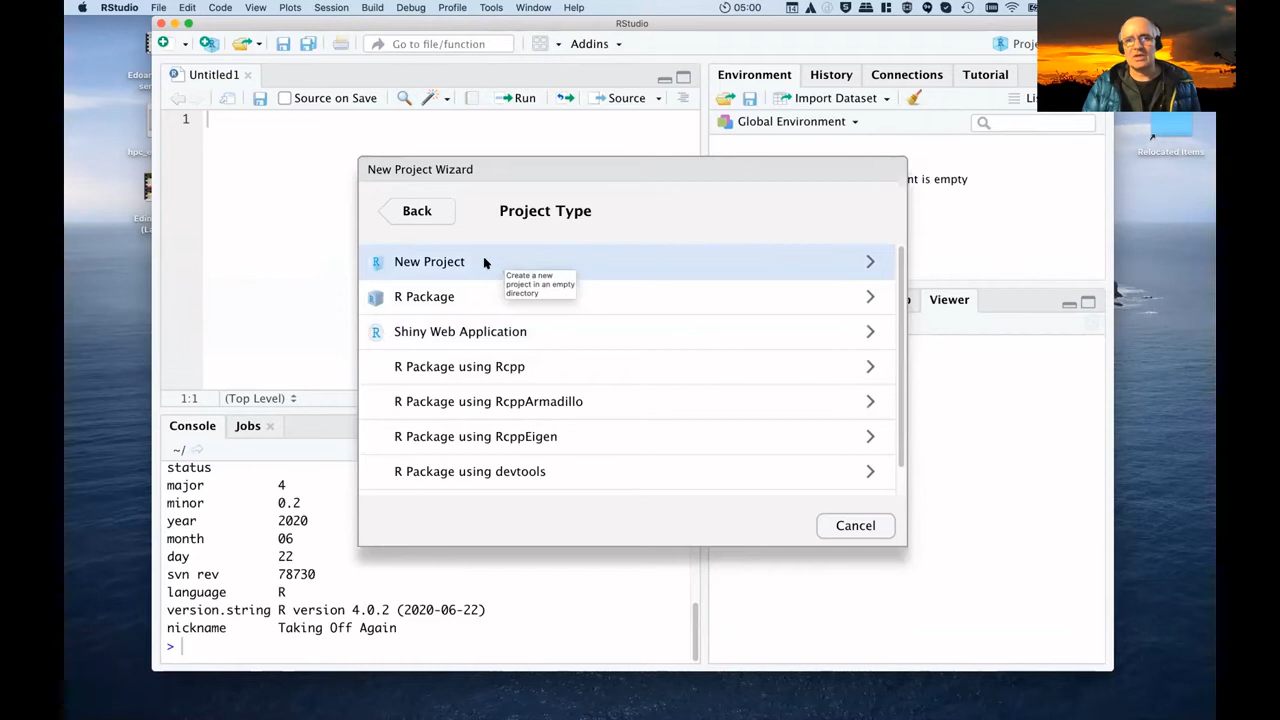 RStudio File Edit Code View Plots Session Build Debug Profile Tools Window Help 05:00
RStudio
Go to file/function Addins
Untitled1
Source on Save Run Source
1
1:1 (Top Level)
Console Jobs
~/
status
major 4
minor 0.2
year 2020
month 06
day 22
svn rev 78730
language R
version.string R version 4.0.2 (2020-06-22)
nickname Taking Off Again
>
New Project Wizard
Back Project Type
New Project
Create a new
project in an empty
directory
R Package
Shiny Web Application
R Package using Rcpp
R Package using RcppArmadillo
R Package using RcppEigen
R Package using devtools
Cancel
Environment History Connections Tutorial
Import Dataset
Global Environment
nt is empty
Viewer
Relocated Items